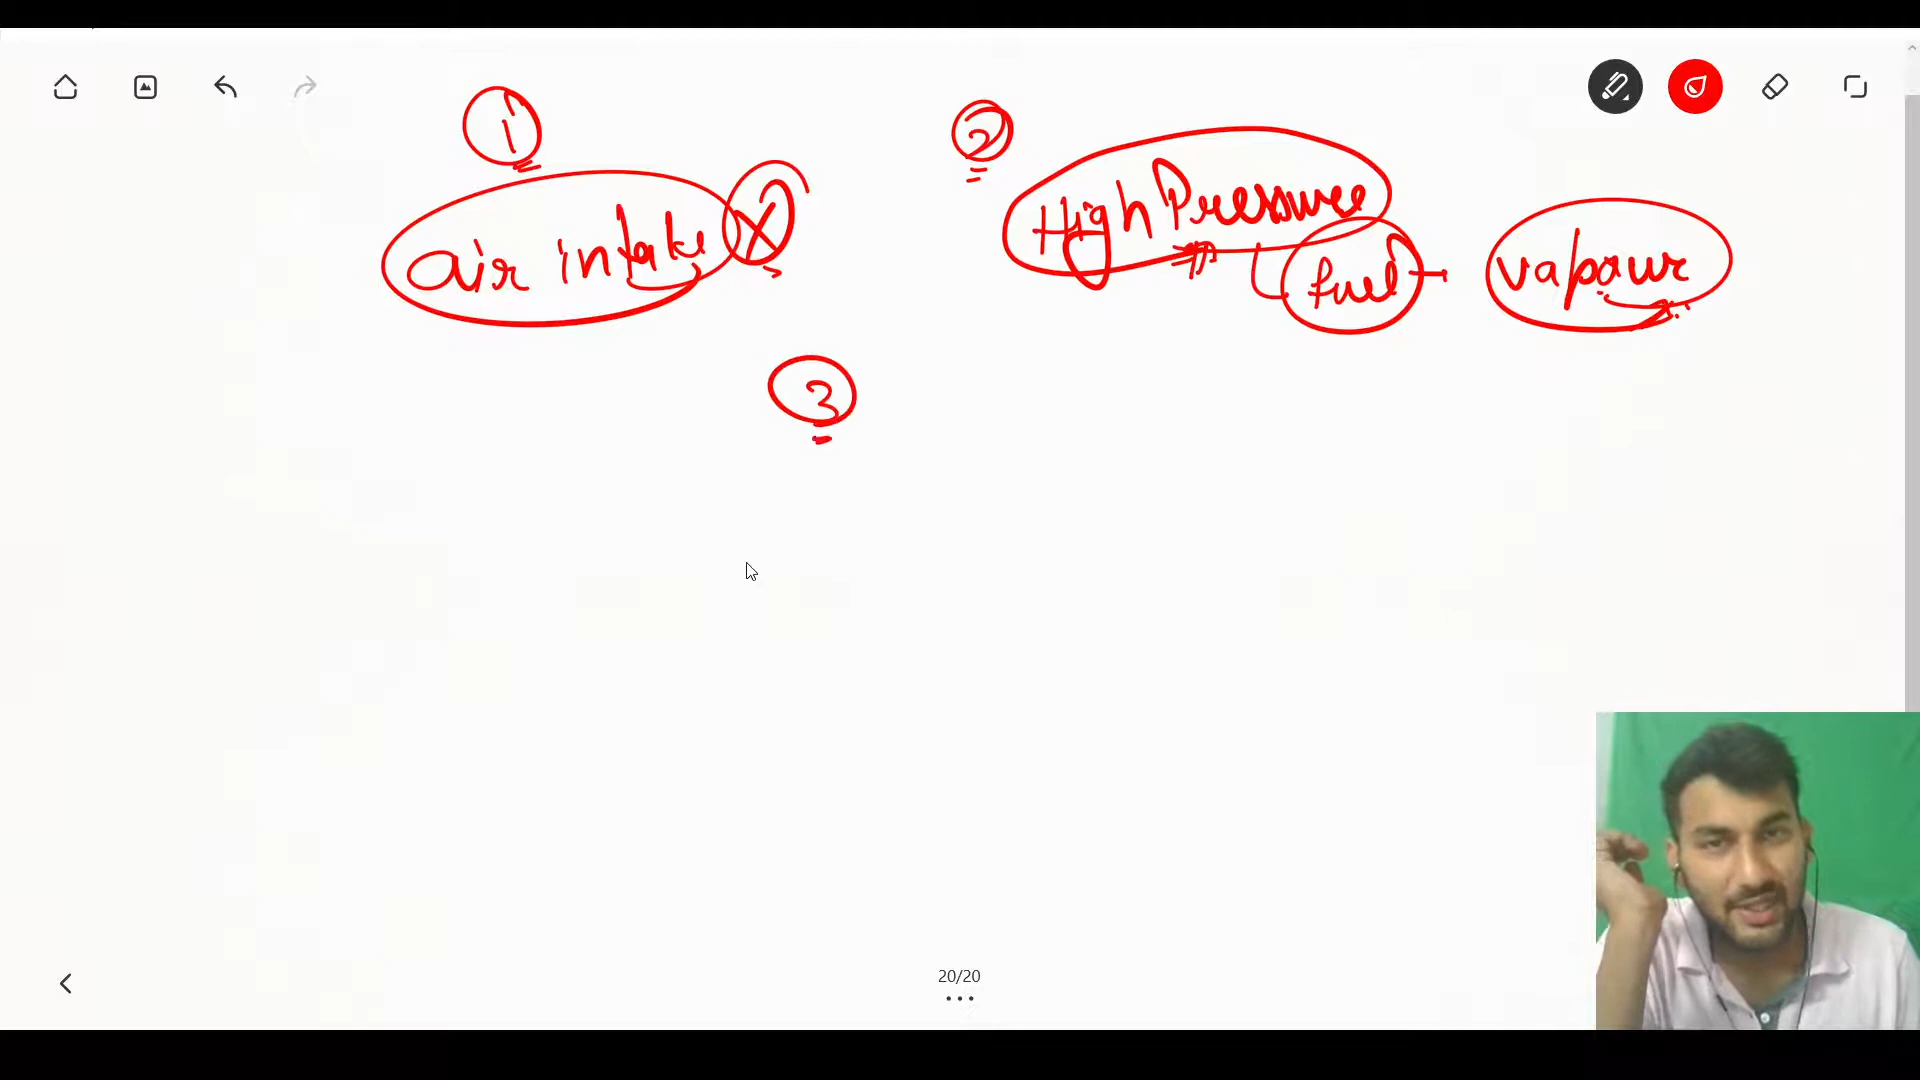 1
air intake X
2
High Pressure
fuel
vapour
3
20/20